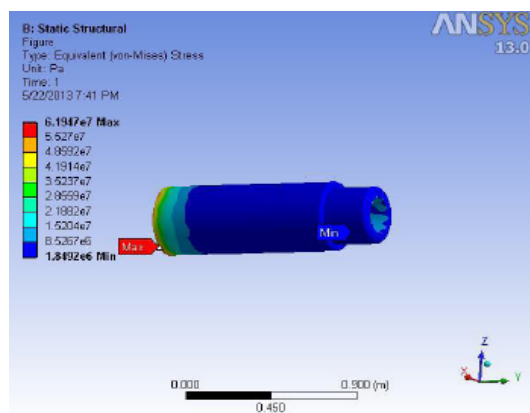 B: Static Structural
Figure
Type: Equivalent (von-Mises) Stress
Unit: Pa
Time: 1
5/22/2013 7:41 PM
ANSYS
13.0
6.1947e7 Max
5.527e7
4.8592e7
4.1914e7
3.5237e7
2.8559e7
2.1882e7
1.5204e7
8.5267e6
1.8492e6 Min
Max
Min
Z
X
Y
0.000
0.900 (m)
0.450